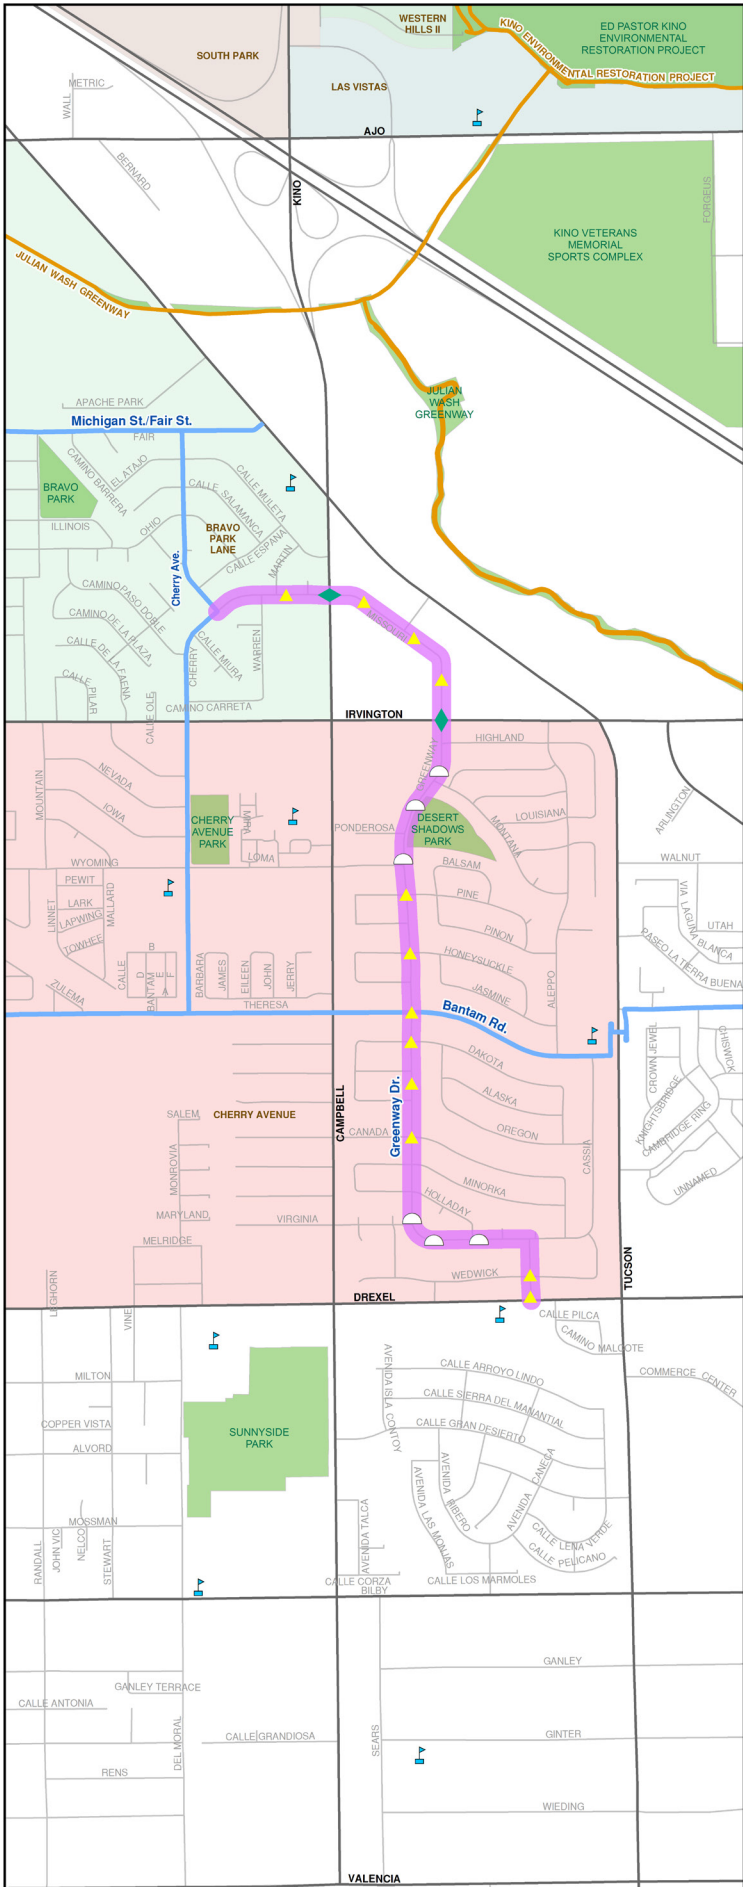 WESTERN
HILLS II
KINO ENVIRONMENTAL RESTORATION PROJECT
ED PASTOR KINO
ENVIRONMENTAL
RESTORATION PROJECT
SOUTH PARK
LAS VISTAS
METRIC
WALL
AJO
BERNARD
KINO
FORGEUS
KINO VETERANS
MEMORIAL
SPORTS COMPLEX
JULIAN WASH GREENWAY
JULIAN
WASH
GREENWAY
APACHE PARK
Michigan St./Fair St.
FAIR
CAMINO BARRERA
EL ATAJO
CALLE MULETA
CALLE SALAMANCA
BRAVO
PARK
ILLINOIS
OHIO
BRAVO
PARK
LANE
CALLE ESPANA
MARTIN
Cherry Ave.
CAMINO PASO DOBLE
CAMINO DE LA PLAZA
CALLE DE LA FAENA
CALLE PILAR
CALLE OLE
CHERRY
CALLE MIURA
WARREN
CAMINO CARRETA
MISSOURI
IRVINGTON
HIGHLAND
GREENWAY
MOUNTAIN
NEVADA
IOWA
CHERRY
AVENUE
PARK
MIRA
LOMA
PONDEROSA
DESERT
SHADOWS
PARK
MONTANA
LOUISIANA
ARLINGTON
WYOMING
WALNUT
PEWIT
LARK
LAPWING
TOWHEE
LINNET
MALLARD
BALSAM
PINE
PINON
HONEYSUCKLE
JASMINE
ALEPPO
VIA LAGUNA BLANCA
UTAH
PASEO LA TIERRA BUENA
ZULEMA
CALLE
B
D
E
F
A
BANTAM
BARBARA
JAMES
EILEEN
JOHN
JERRY
THERESA
Bantam Rd.
DAKOTA
ALASKA
OREGON
CROWN JEWEL
CHISWICK
KNIGHTSBRIDGE
CAMBRIDGE RING
UNNAMED
Greenway Dr.
CAMPBELL
CHERRY AVENUE
SALEM
MONROVIA
MARYLAND
MELRIDGE
CANADA
VIRGINIA
MINORKA
HOLLADAY
CASSIA
WEDWICK
TUCSON
DREXEL
LEGHORN
VINE
CALLE PILCA
CAMINO MALCOTE
COMMERCE CENTER
MILTON
COPPER VISTA
ALVORD
SUNNYSIDE
PARK
AVENIDA ISLA CONTOY
CALLE ARROYO LINDO
CALLE SIERRA DEL MANANTIAL
CALLE GRAN DESIERTO
AVENIDA RIBERO
AVENIDA LAS MONJAS
AVENIDA CANECA
CALLE LENA VERDE
CALLE PELICANO
CALLE LOS MARMOLES
MOSSMAN
RANDALL
JOHN VIC
NELCO
STEWART
AVENIDA TALCA
CALLE CORZA
BILBY
GANLEY
GANLEY TERRACE
CALLE ANTONIA
DEL MORAL
CALLE GRANDIOSA
SEARS
GINTER
RENS
WIEDING
VALENCIA